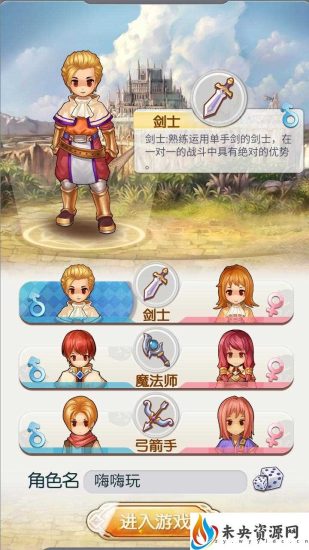 剑士
剑士:熟练运用单手剑的剑士，在
一对一的战斗中具有绝对的优势
。
剑士
魔法师
弓箭手
角色名 嗨嗨玩
进入游戏
未央资源网